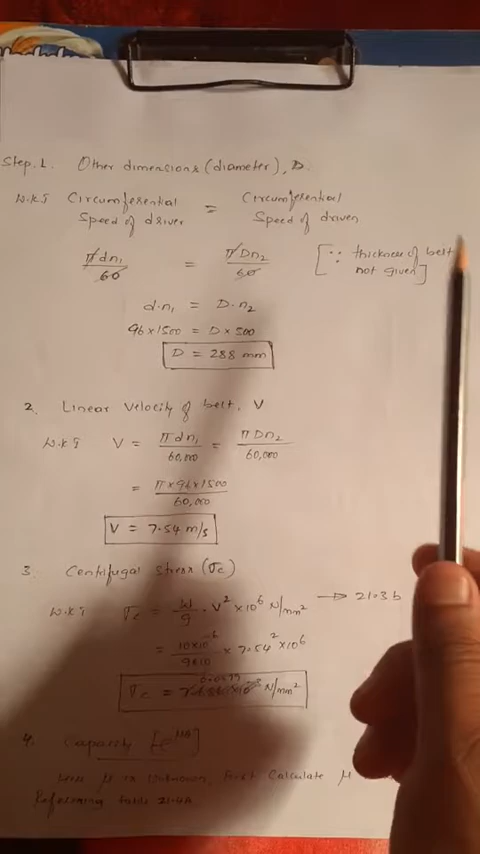 Step. 1. Other dimensions (diameter), D.
W.K.T Circumferential Speed of driver = Circumferential Speed of driven
πdn₁/60 = πDn₂/60 [∵ thickness of belt not given]
d.n₁ = D.n₂
96×1500 = D×500
D = 288 mm
2. Linear Velocity of belt, V
W.K.T V = πdn₁/60,000 = πDn₂/60,000
= π×96×1500/60,000
V = 7.54 m/s
3. Centrifugal stress (σc)
W.K.T σc = w/g . V² ×10⁶ N/mm² → 21.3 b
= 10×10⁻⁶ / × 7.54² ×10⁶
σc = N/mm²
4. Capacity [e^μθ]
Here μ is unknown, first Calculate μ
Referring table 21.4A